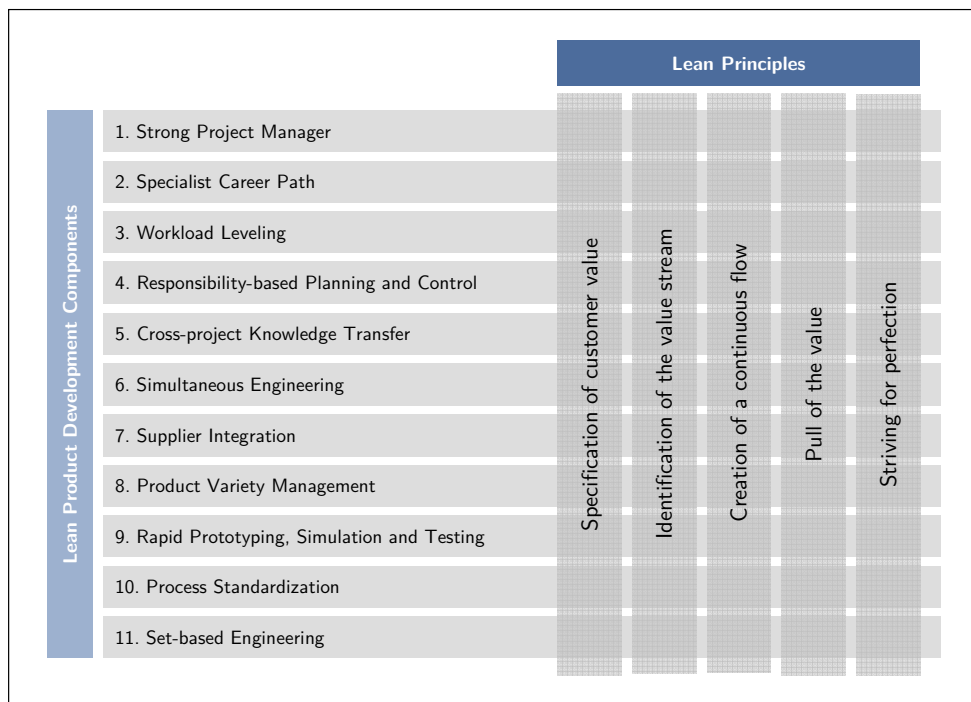 Lean Principles
Lean Product Development Components
1. Strong Project Manager
2. Specialist Career Path
3. Workload Leveling
4. Responsibility-based Planning and Control
5. Cross-project Knowledge Transfer
6. Simultaneous Engineering
7. Supplier Integration
8. Product Variety Management
9. Rapid Prototyping, Simulation and Testing
10. Process Standardization
11. Set-based Engineering
Specification of customer value
Identification of the value stream
Creation of a continues flow
Pull of the value
Striving for perfection